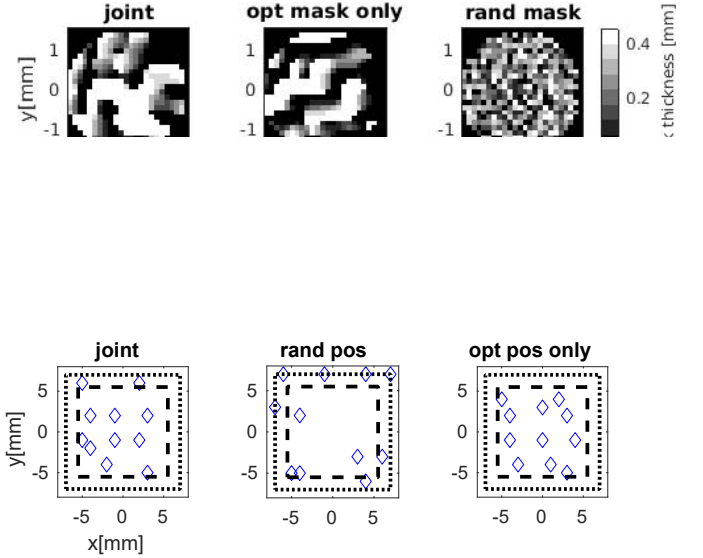 joint opt mask only rand mask
y[mm] 1 0 -1
1 0 -1
1 0 -1
0.4 0.2
thickness [mm]
joint rand pos opt pos only
y[mm] 5 0 -5
5 0 -5
5 0 -5
-5 0 5 -5 0 5 -5 0 5
x[mm]